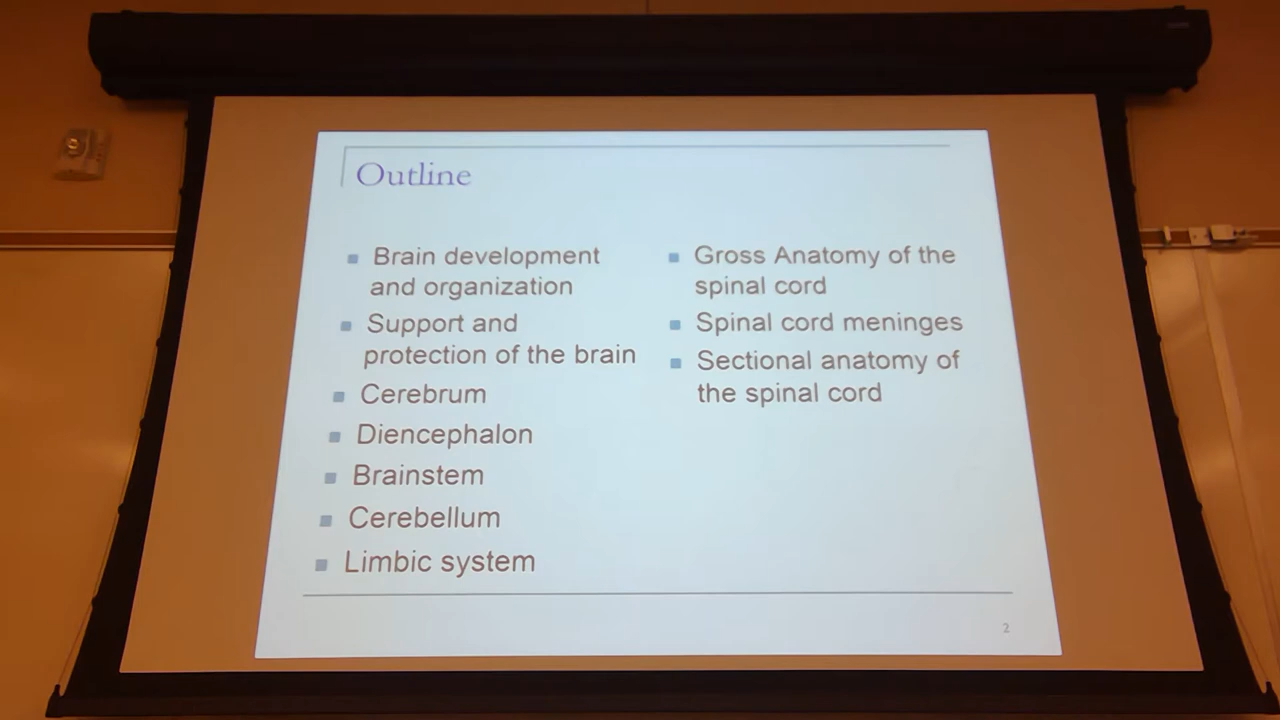 Outline
Brain development
and organization
Support and
protection of the brain
Cerebrum
Diencephalon
Brainstem
Cerebellum
Limbic system
Gross Anatomy of the
spinal cord
Spinal cord meninges
Sectional anatomy of
the spinal cord
2